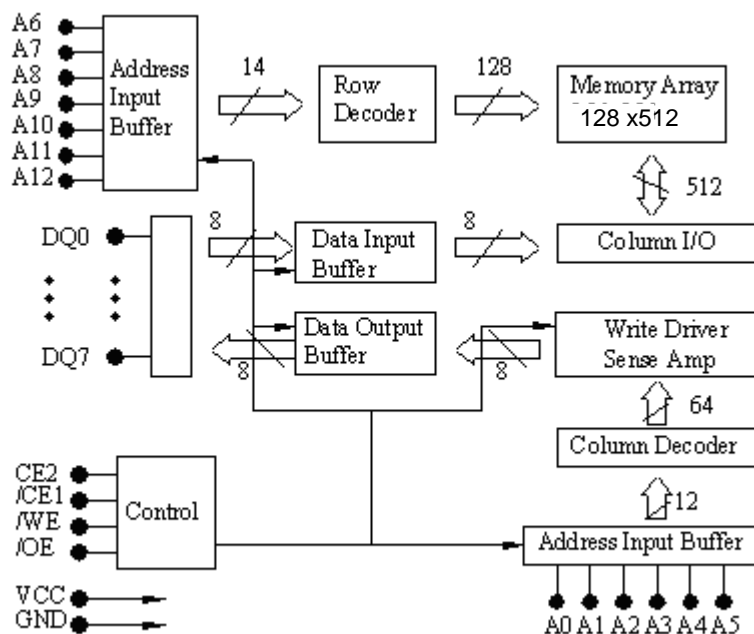 A6
A7
A8
A9
A10
A11
A12
Address
Input
Buffer
14
Row
Decoder
128
Memory Array
128 x512
512
DQ0
DQ7
8
Data Input
Buffer
8
Column I/O
8
Data Output
Buffer
8
Write Driver
Sense Amp
64
Column Decoder
12
Address Input Buffer
CE2
/CE1
/WE
/OE
Control
VCC
GND
A0 A1 A2 A3 A4 A5